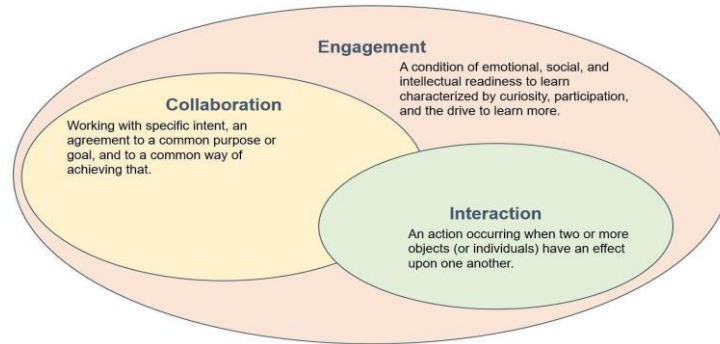 Engagement
A condition of emotional, social, and
intellectual readiness to learn
characterized by curiosity, participation,
and the drive to learn more.
Collaboration
Working with specific intent, an
agreement to a common purpose or
goal, and to a common way of
achieving that.
Interaction
An action occurring when two or more
objects (or individuals) have an effect
upon one another.